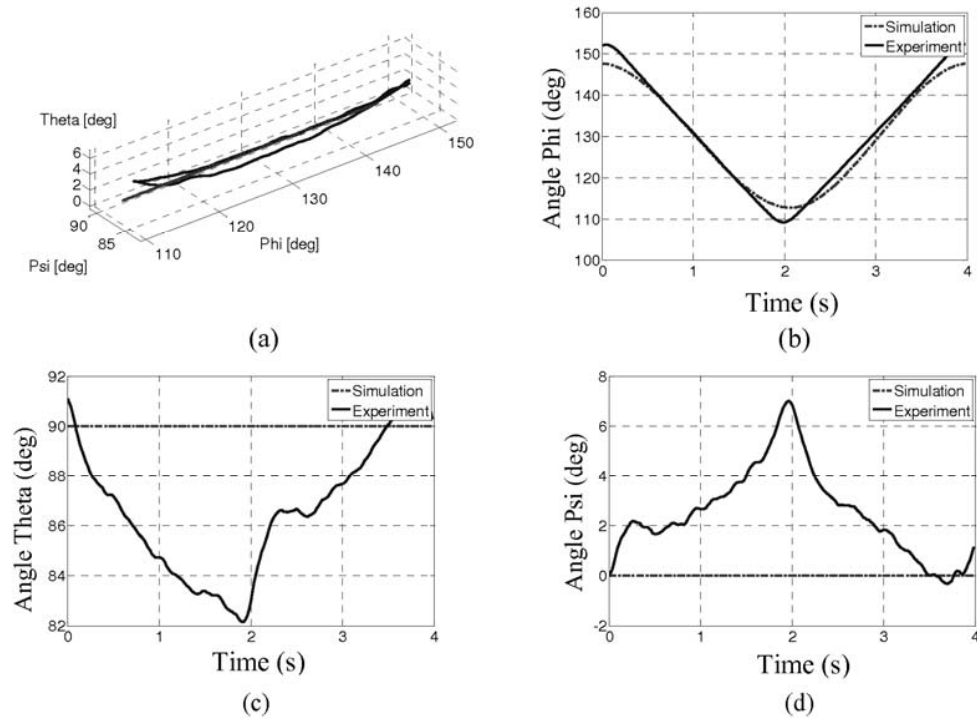 Theta [deg]
6
4
2
0
90
85
Psi [deg]
110
120
130
140
150
Phi [deg]
(a)
160
150
140
130
120
110
100
Angle Phi (deg)
Simulation
Experiment
0
1
2
3
4
Time (s)
(b)
92
90
88
86
84
82
Angle Theta (deg)
Simulation
Experiment
0
1
2
3
4
Time (s)
(c)
8
6
4
2
0
-2
Angle Psi (deg)
Simulation
Experiment
0
1
2
3
4
Time (s)
(d)